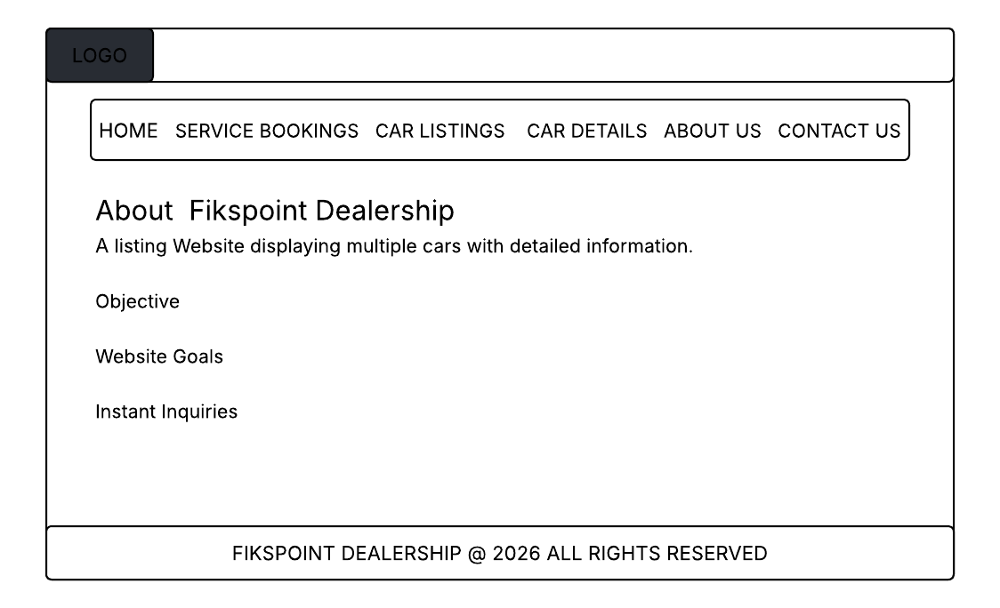 LOGO
HOME SERVICE BOOKINGS CAR LISTINGS CAR DETAILS ABOUT US CONTACT US
About Fikspoint Dealership
A listing Website displaying multiple cars with detailed information.
Objective
Website Goals
Instant Inquiries
FIKSPOINT DEALERSHIP @ 2026 ALL RIGHTS RESERVED